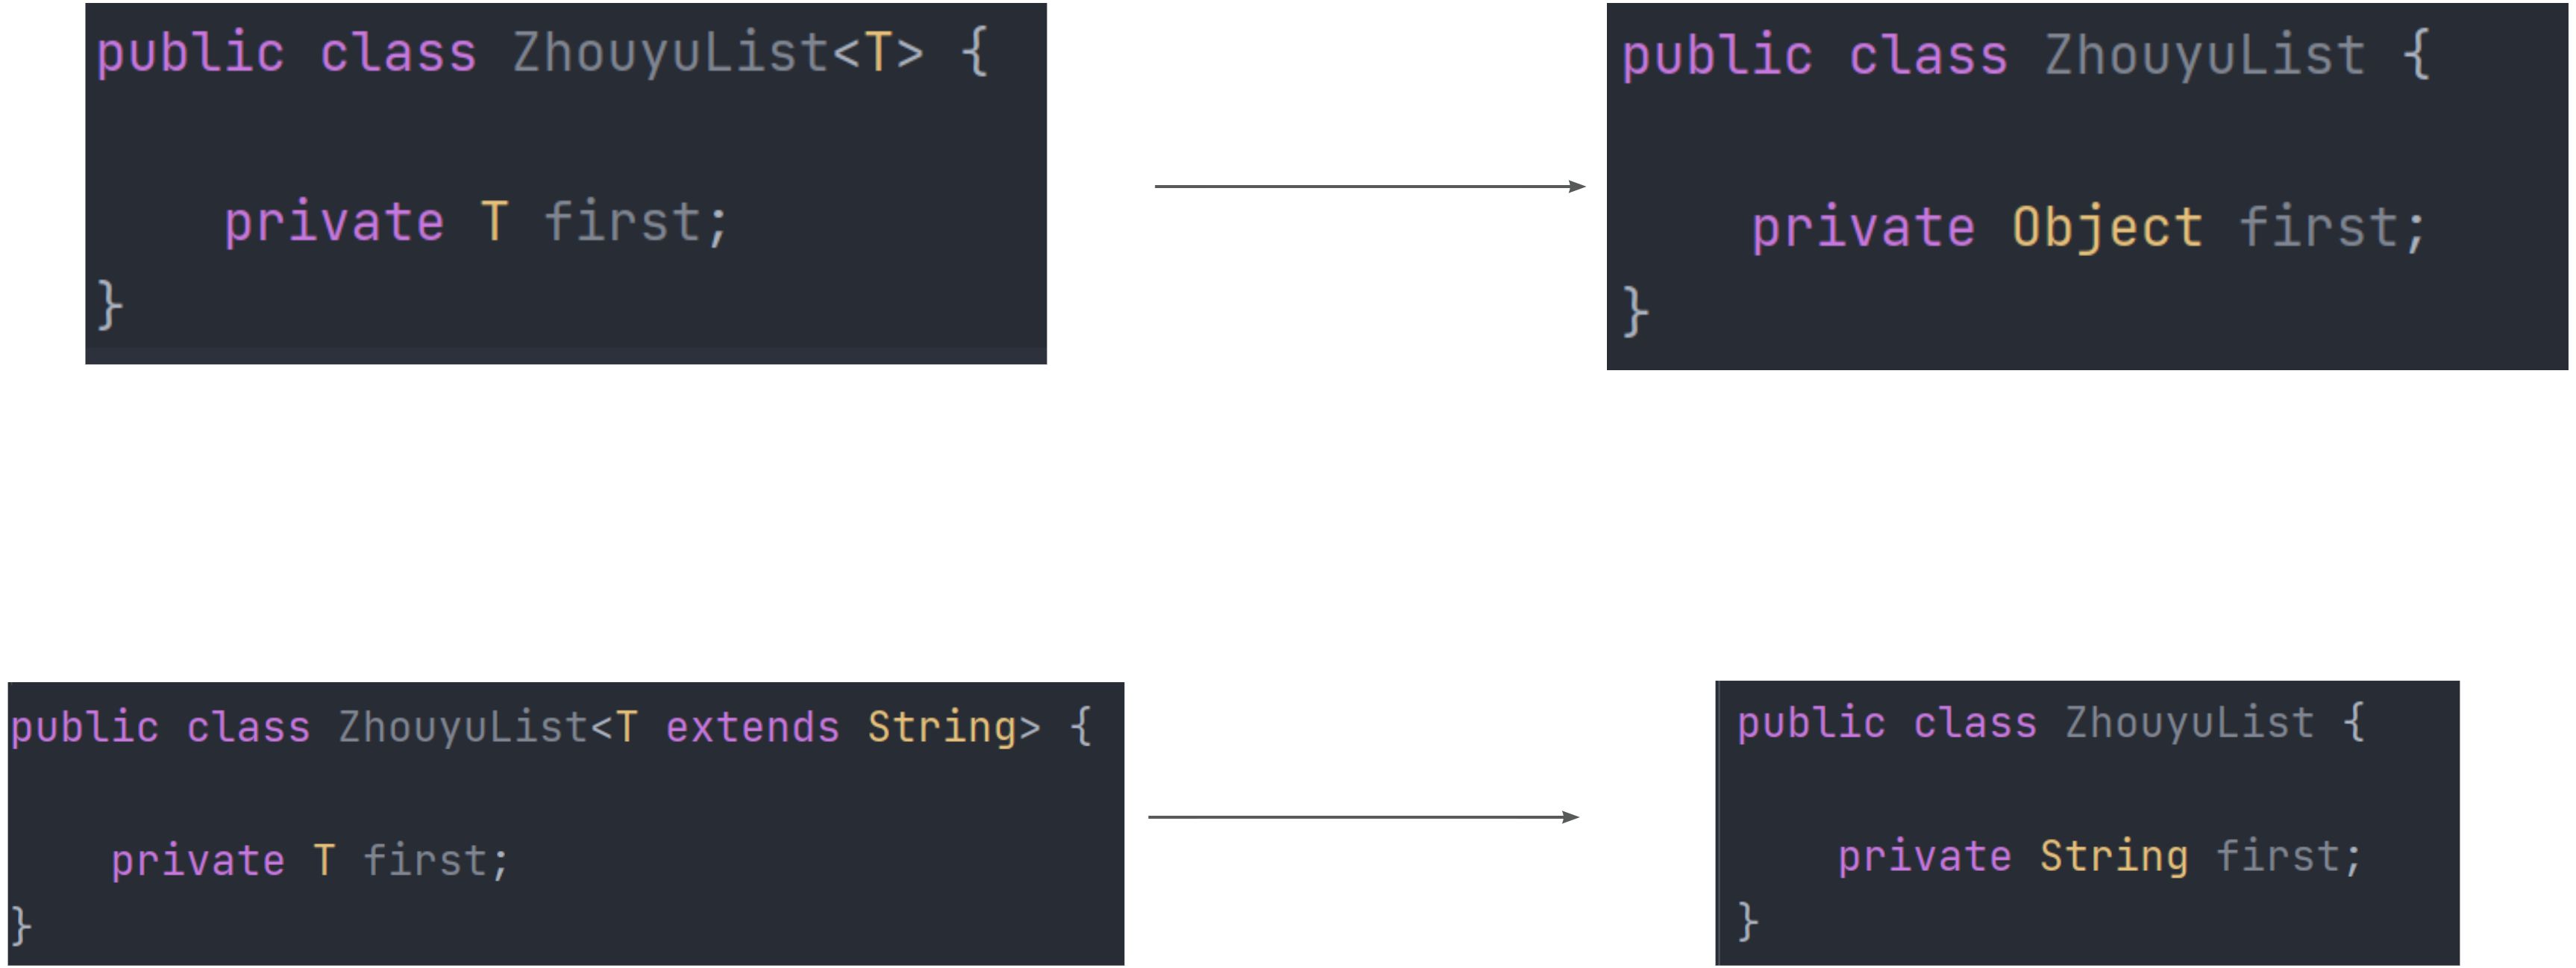 public class ZhouyuList<T> {
private T first;
}
public class ZhouyuList {
private Object first;
}
public class ZhouyuList<T extends String> {
private T first;
}
public class ZhouyuList {
private String first;
}